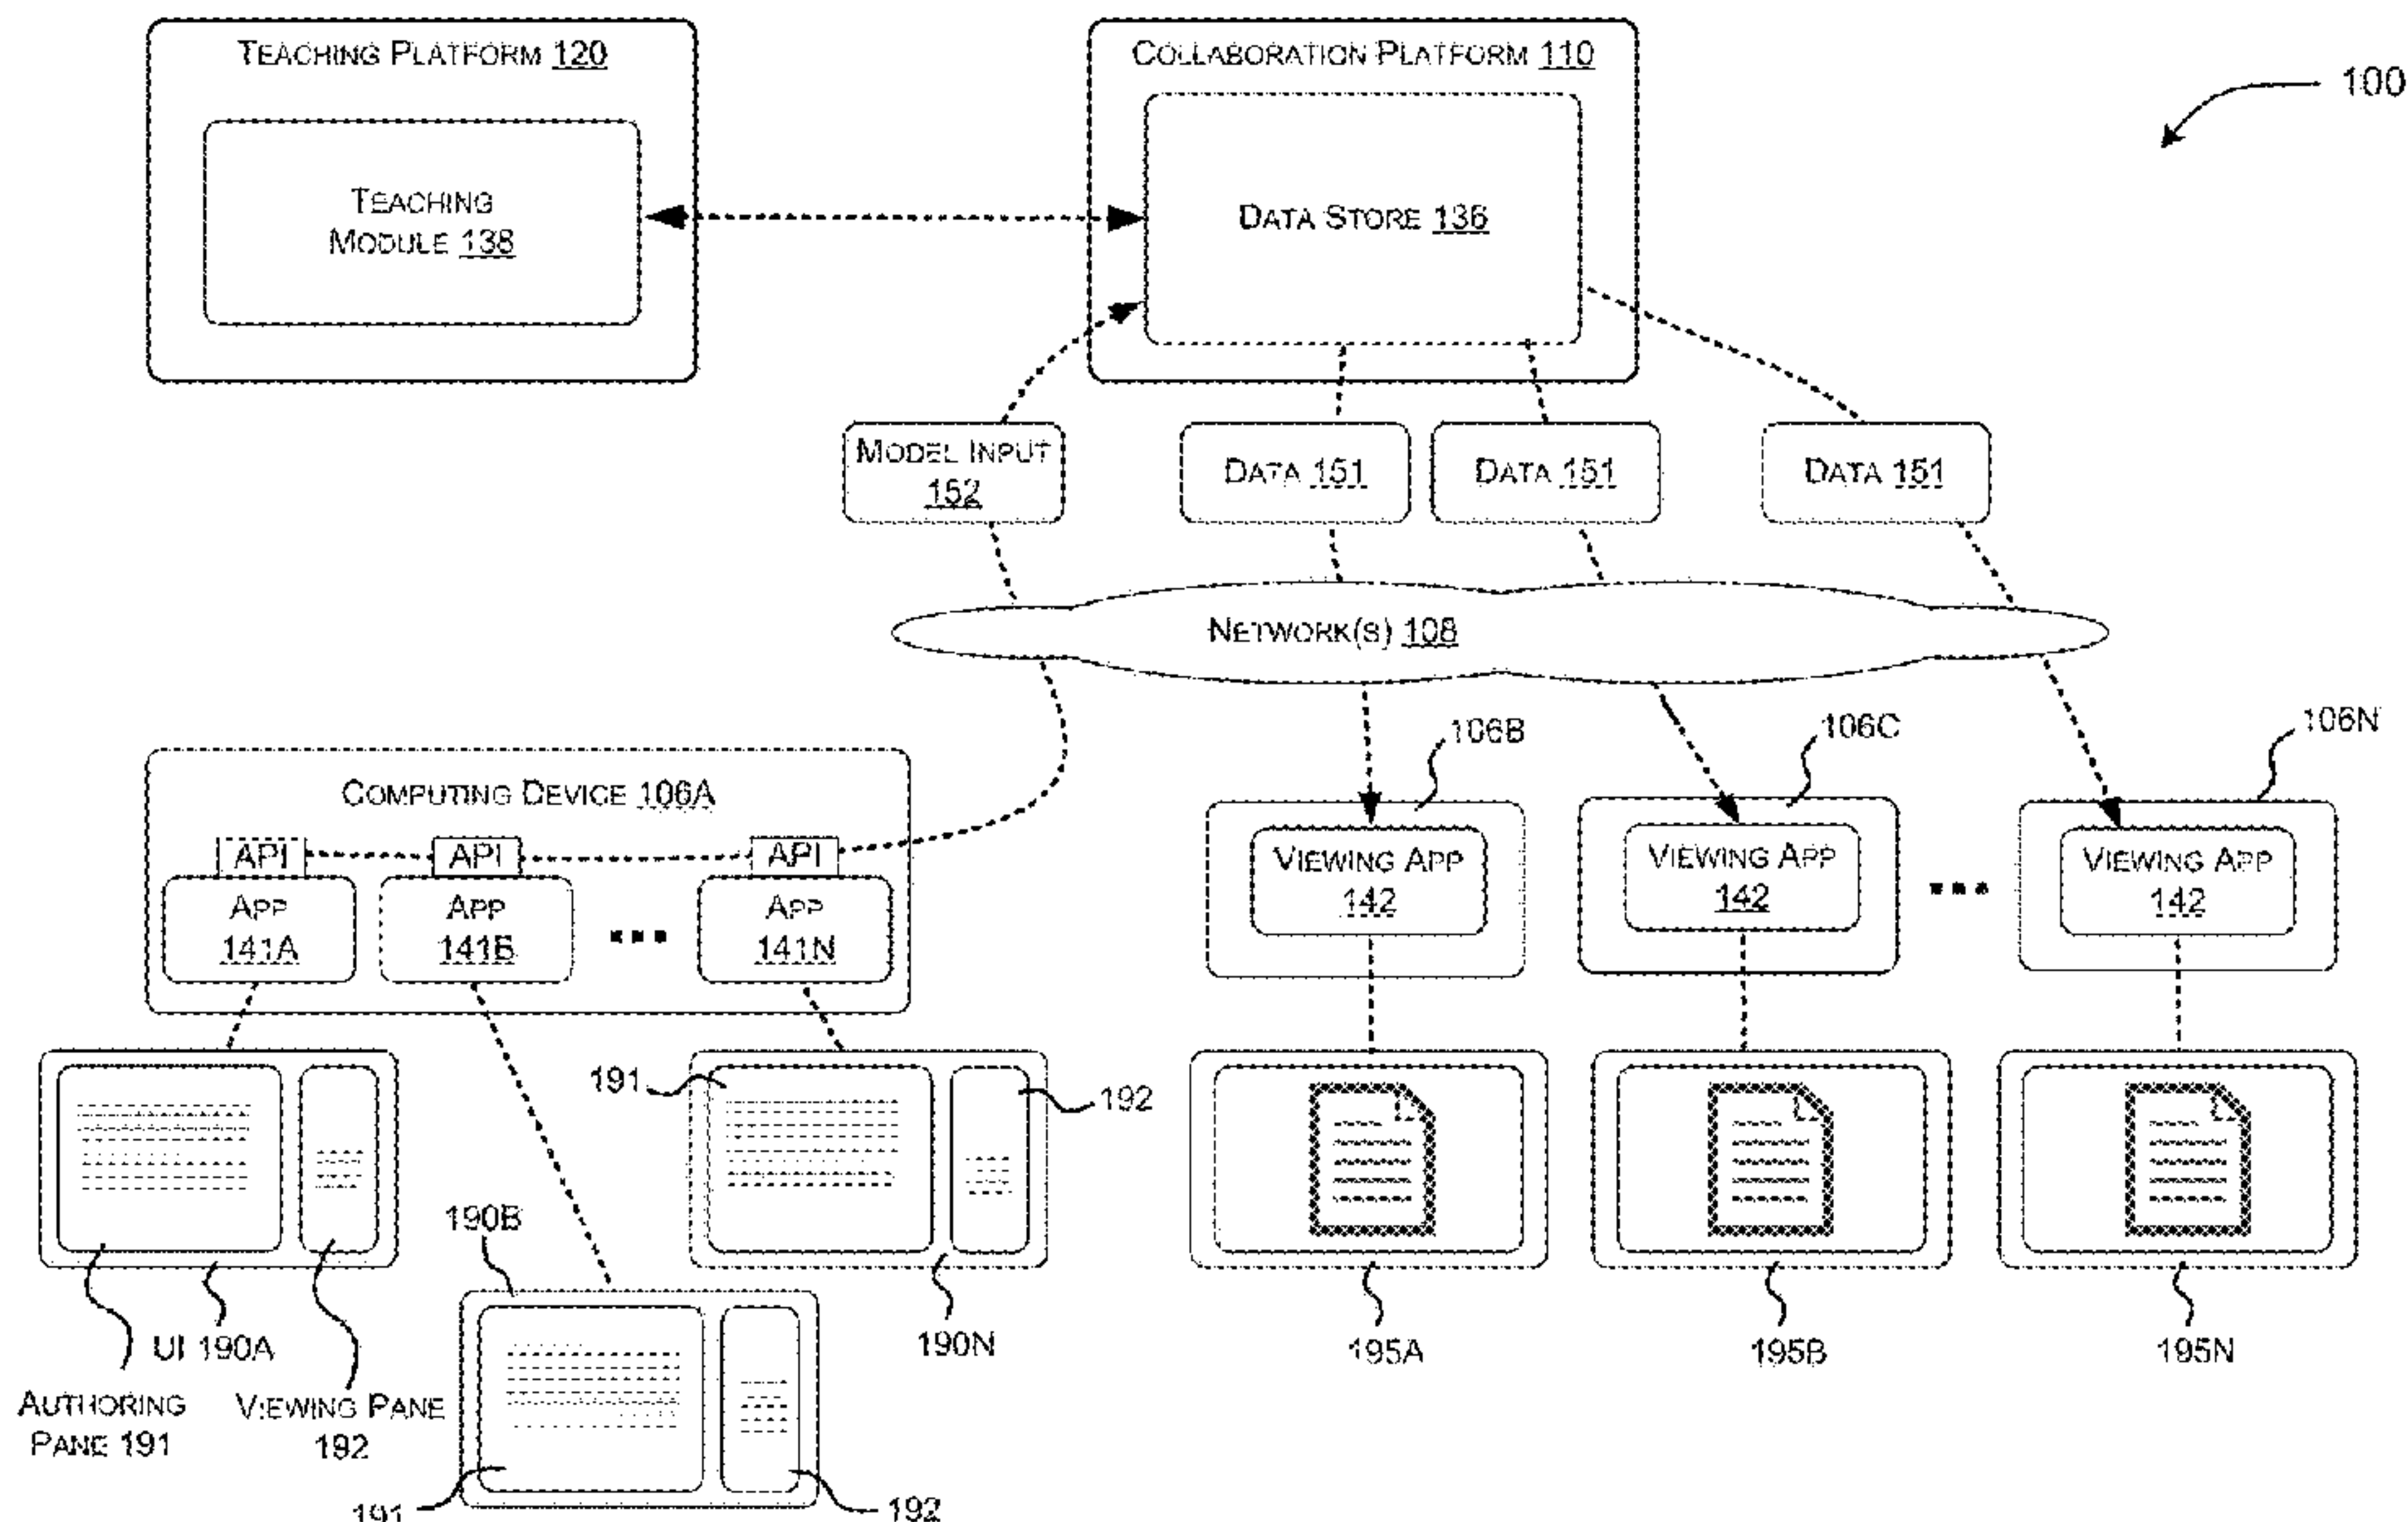 TEACHING PLATFORM 120
COLLABORATION PLATFORM 110
100
TEACHING
MODULE 138
DATA STORE 136
MODEL INPUT
152
DATA 151
DATA 151
DATA 151
NETWORK(S) 108
106B
106C
106N
COMPUTING DEVICE 106A
API
API
API
APP
141A
APP
141B
...
APP
141N
VIEWING APP
142
VIEWING APP
142
...
VIEWING APP
142
191
192
190B
UI 190A
190N
195A
195B
195N
AUTHORING
PANE 191
VIEWING PANE
192
191
192